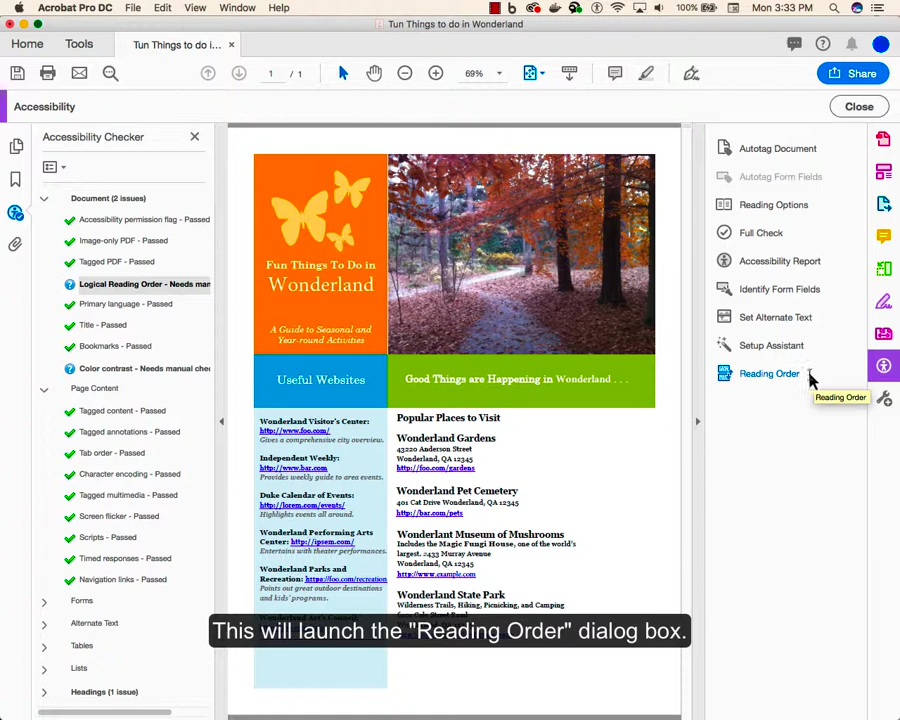 Acrobat Pro DC File Edit View Window Help 100% Mon 3:33 PM
Tun Things to do in Wonderland
Home Tools Tun Things to do i... ×
1 / 1 69% Share
Accessibility Close
Accessibility Checker
Document (2 issues)
Accessibility permission flag - Passed
Image-only PDF - Passed
Tagged PDF - Passed
Logical Reading Order - Needs man
Primary language - Passed
Title - Passed
Bookmarks - Passed
Color contrast - Needs manual chec
Page Content
Tagged content - Passed
Tagged annotations - Passed
Tab order - Passed
Character encoding - Passed
Tagged multimedia - Passed
Screen flicker - Passed
Scripts - Passed
Timed responses - Passed
Navigation links - Passed
Forms
Alternate Text
Tables
Lists
Headings (1 issue)
Fun Things To Do in
Wonderland
A Guide to Seasonal and
Year-round Activities
Useful Websites
Good Things are Happening in Wonderland . . .
Wonderland Visitor's Center:
http://www.foo.com/
Gives a comprehensive city overview.
Independent Weekly:
http://www.bar.com
Provides weekly guide to area events.
Duke Calendar of Events:
http://lorem.com/events/
Highlights events all around.
Wonderland Performing Arts
Center: http://ipsem.com/
Entertains with theater performances.
Wonderland Parks and
Recreation: https://foo.com/recreation
Points out great outdoor destinations
and kids' programs.
Popular Places to Visit
Wonderland Gardens
43220 Anderson Street
Wonderland, QA 12345
http://foo.com/gardens
Wonderland Pet Cemetery
401 Cat Drive Wonderland, QA 12345
http://bar.com/pets
Wonderlant Museum of Mushrooms
Includes the Magic Fungi House, one of the world's
largest. 2433 Murray Avenue
Wonderland, QA 12345
http://www.example.com
Wonderland State Park
Wilderness Trails, Hiking, Picnicking, and Camping
This will launch the "Reading Order" dialog box.
Autotag Document
Autotag Form Fields
Reading Options
Full Check
Accessibility Report
Identify Form Fields
Set Alternate Text
Setup Assistant
Reading Order
Reading Order